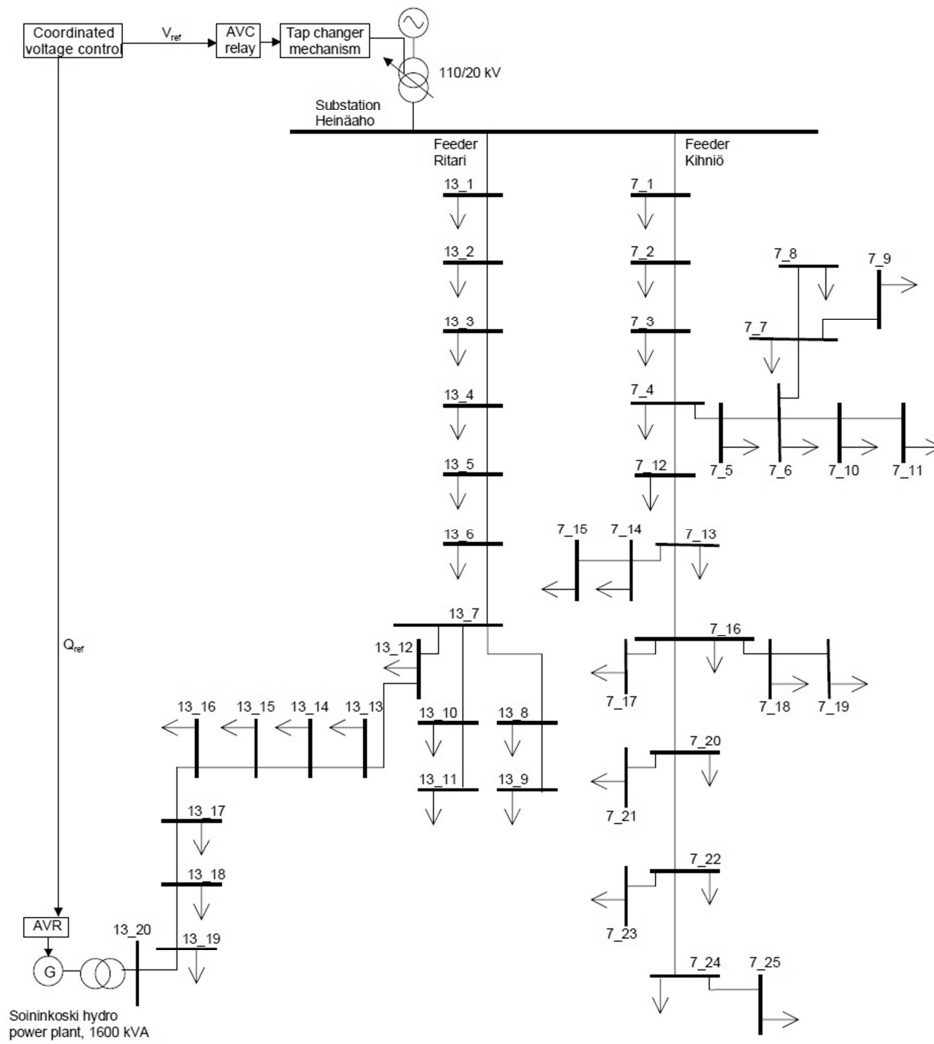 Coordinated
voltage control
V_ref
AVC
relay
Tap changer
mechanism
110/20 kV
Substation
Heinäaho
Feeder
Ritari
Feeder
Kihniö
13_1
7_1
13_2
7_2
7_8
7_9
13_3
7_3
7_7
13_4
7_4
13_5
7_12
7_5
7_6
7_10
7_11
13_6
7_15
7_14
7_13
13_7
Q_ref
13_12
7_16
13_16
13_15
13_14
13_13
13_10
13_8
7_17
7_18
7_19
7_20
13_11
13_9
13_17
7_21
7_22
13_18
AVR
13_20
13_19
7_23
7_24
7_25
G
Soininkoski hydro
power plant, 1600 kVA